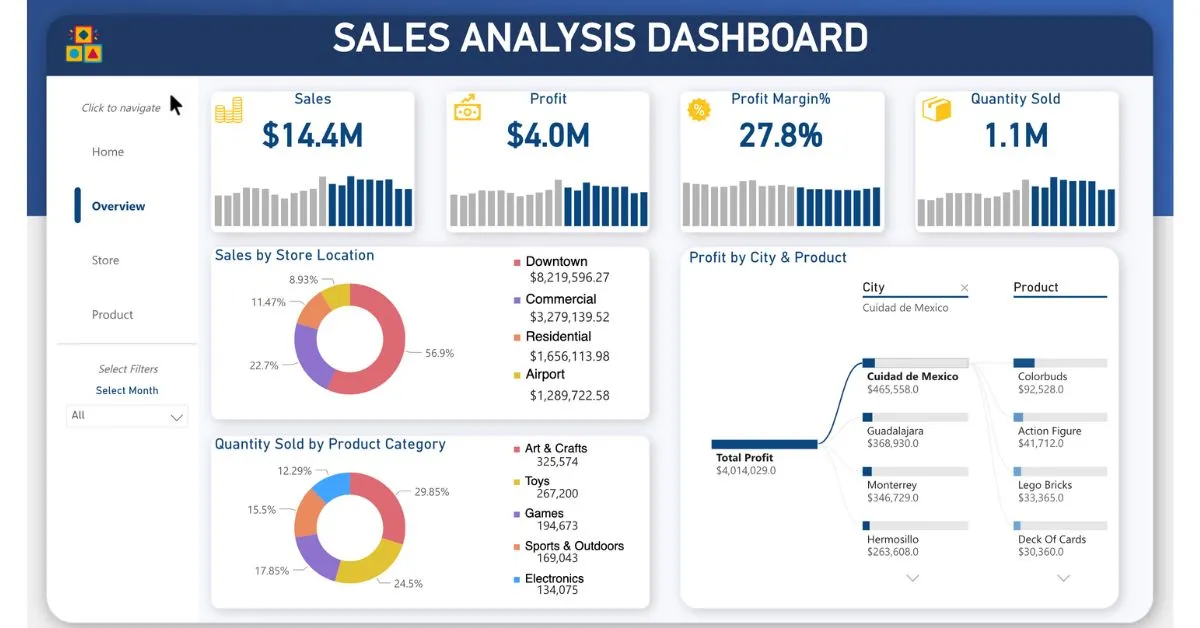 SALES ANALYSIS DASHBOARD
Click to navigate
Home
Overview
Store
Product
Select Filters
Select Month
All
Sales
$14.4M
Profit
$4.0M
%
Profit Margin%
27.8%
Quantity Sold
1.1M
Sales by Store Location
8.93%
11.47%
22.7%
56.9%
Downtown
$8,219,596.27
Commercial
$3,279,139.52
Residential
$1,656,113.98
Airport
$1,289,722.58
Quantity Sold by Product Category
12.29%
15.5%
17.85%
29.85%
24.5%
Art & Crafts
325,574
Toys
267,200
Games
194,673
Sports & Outdoors
169,043
Electronics
134,075
Profit by City & Product
City
Cuidad de Mexico
Product
Total Profit
$4,014,029.0
Cuidad de Mexico
$465,558.0
Guadalajara
$368,930.0
Monterrey
$346,729.0
Hermosillo
$263,608.0
Colorbuds
$92,528.0
Action Figure
$41,712.0
Lego Bricks
$33,365.0
Deck Of Cards
$30,360.0